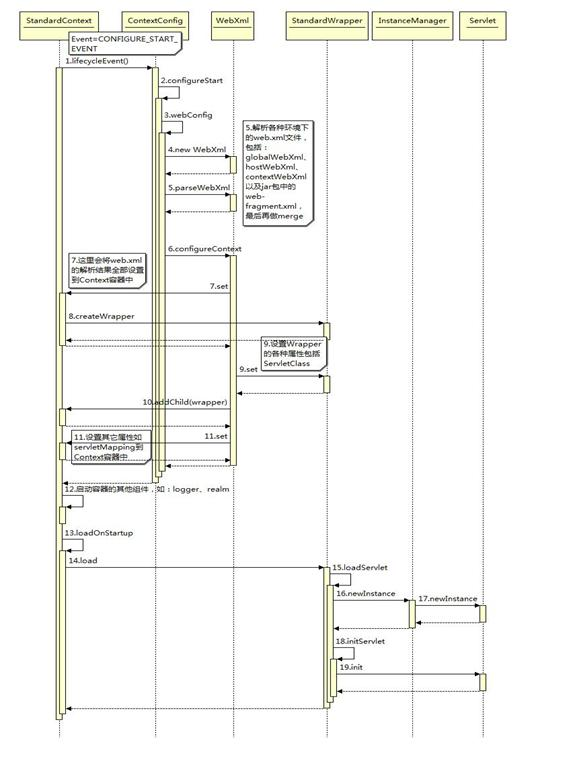 StandardContext
ContextConfig
WebXml
StandardWrapper
InstanceManager
Servlet
Event=CONFIGURE_START_
EVENT
1.lifecycleEvent()
2.configureStart
3.webConfig
4.new WebXml
5.解析各种环境下
的web.xml文件，
包括：
globalWebXml、
hostWebXml、
contextWebXml
以及jar包中的
web-
fragment.xml，
最后再做merge
5.parseWebXml
6.configureContext
7.这里会将web.xml
的解析结果全部设置
到Context容器中
7.set
8.createWrapper
9.设置Wrapper
的各种属性包括
ServletClass
9.set
10.addChild(wrapper)
11.设置其它属性如
servletMapping到
Context容器中
11.set
12.启动容器的其他组件，如：logger、realm
13.loadOnStartup
14.load
15.loadServlet
16.newInstance
17.newInstance
18.initServlet
19.init